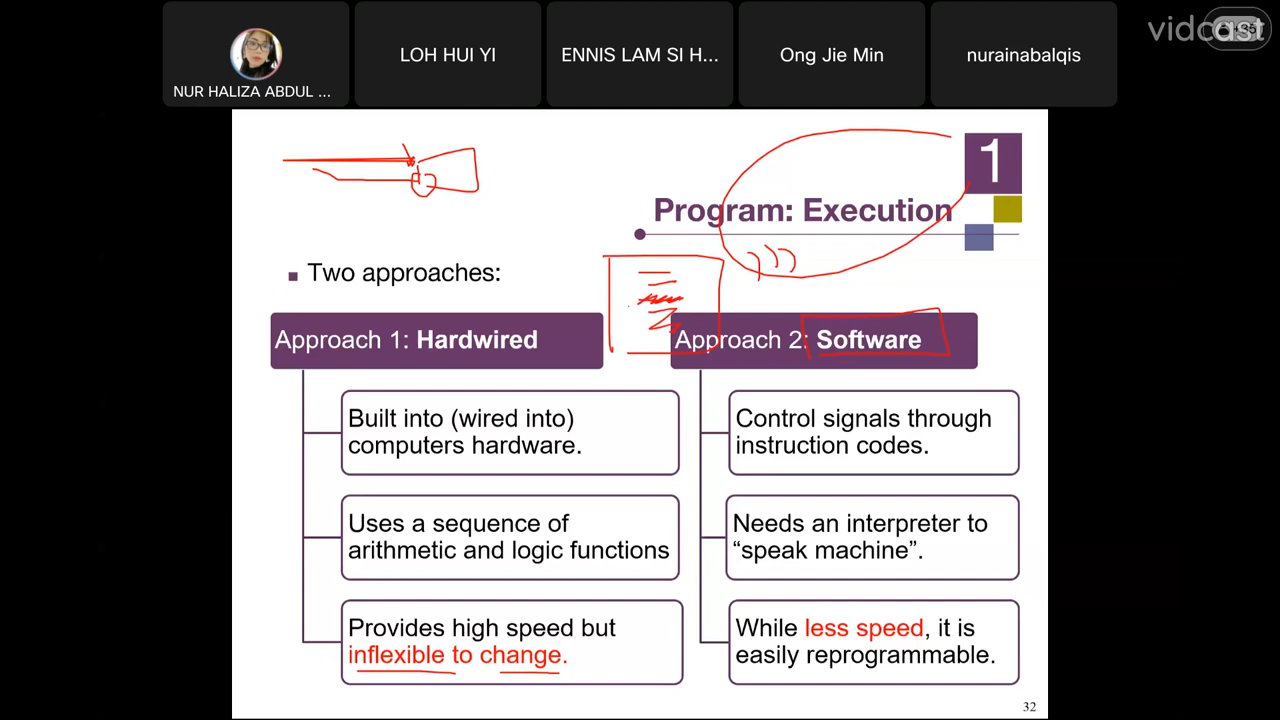 vidcast
NUR HALIZA ABDUL ...
LOH HUI YI
ENNIS LAM SI H...
Ong Jie Min
nurainabalqis
1
Program: Execution
Two approaches:
Approach 1: Hardwired
Built into (wired into)
computers hardware.
Uses a sequence of
arithmetic and logic functions
Provides high speed but
inflexible to change.
Approach 2: Software
Control signals through
instruction codes.
Needs an interpreter to
“speak machine”.
While less speed, it is
easily reprogrammable.
32